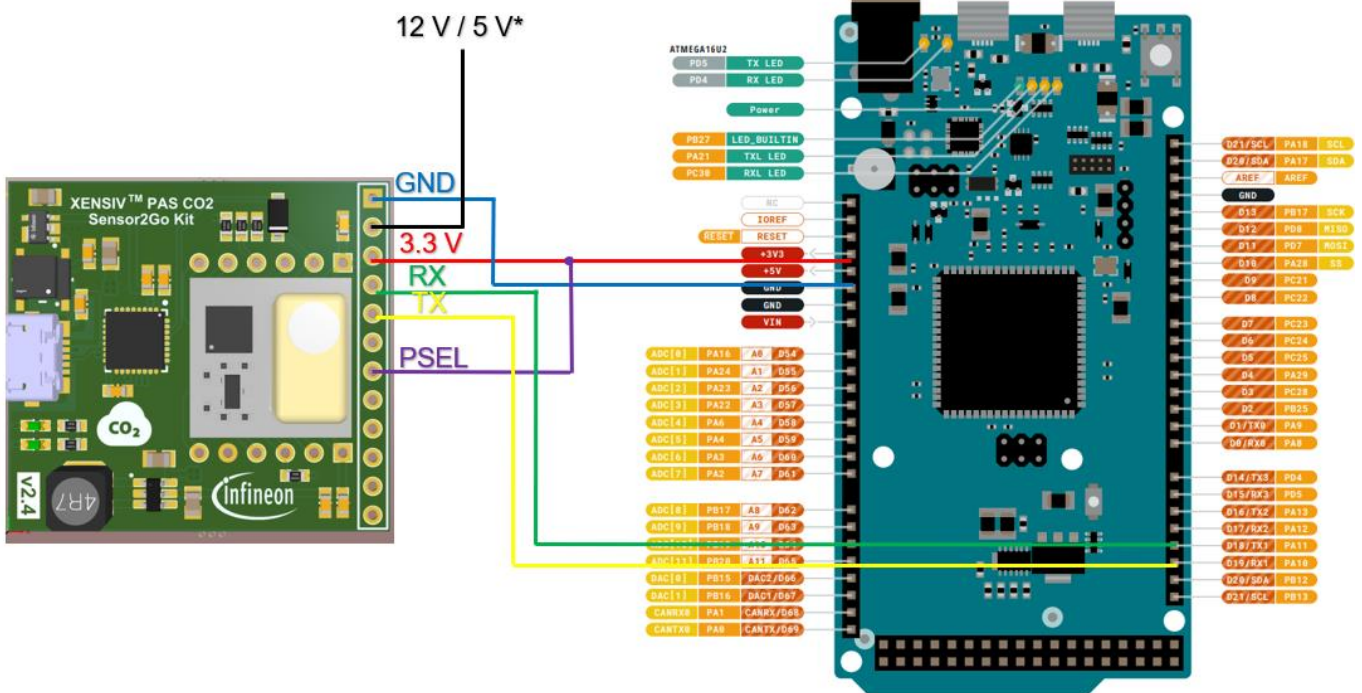 12 V / 5 V*
GND
3.3 V
RX
TX
PSEL
XENSIV™ PAS CO2
Sensor2Go Kit
CO2
V2.4
4R7
infineon
ATMEGA16U2
PD5 TX LED
PD4 RX LED
Power
PB27 LED_BUILTIN
PA21 TXL LED
PC30 RXL LED
NC
IOREF
RESET RESET
+3V3
+5V
GND
GND
VIN
ADC[0] PA16 A0 D54
ADC[1] PA24 A1 D55
ADC[2] PA23 A2 D56
ADC[3] PA22 A3 D57
ADC[4] PA6 A4 D58
ADC[5] PA4 A5 D59
ADC[6] PA3 A6 D60
ADC[7] PA2 A7 D61
ADC[8] PB17 A8 D62
ADC[9] PB18 A9 D63
PB20 A11 D65
DAC[0] PB15 DAC2/D66
DAC[1] PB16 DAC1/D67
CANRX0 PA1 CANRX/D68
CANTX0 PA0 CANTX/D69
D21/SCL PA18 SCL
D20/SDA PA17 SDA
AREF AREF
GND
D13 PB17 SCK
D12 PD8 MISO
D11 PD7 MOSI
D10 PA28 SS
D9 PC21
D8 PC22
D7 PC23
D6 PC24
D5 PC25
D4 PA29
D3 PC28
D2 PB25
D1/TX0 PA9
D0/RX0 PA8
D14/TX3 PD4
D15/RX3 PD5
D16/TX2 PA13
D17/RX2 PA12
D18/TX1 PA11
D19/RX1 PA10
D20/SDA PB12
D21/SCL PB13